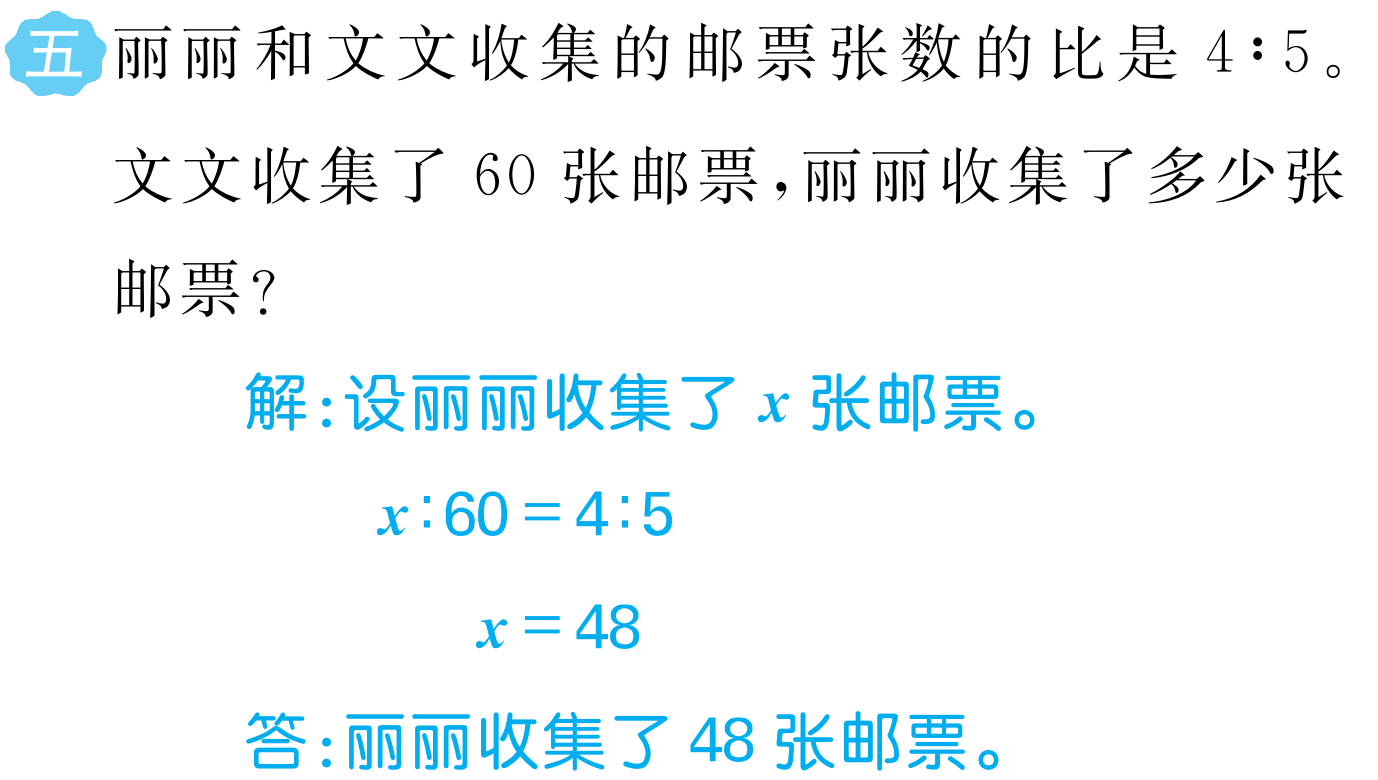 五 丽丽和文文收集的邮票张数的比是 4∶5。
文文收集了 60 张邮票,丽丽收集了多少张
邮票?
解:设丽丽收集了 x 张邮票。
x∶60=4∶5
x=48
答:丽丽收集了 48 张邮票。